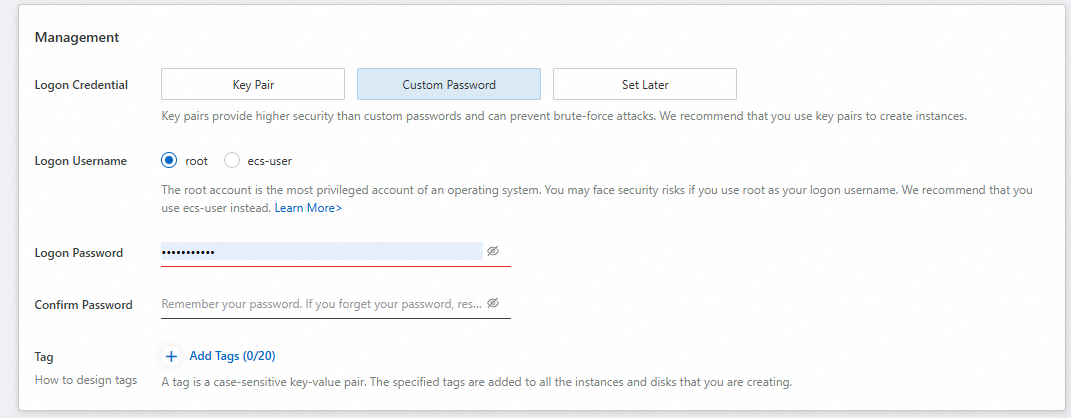 Management
Logon Credential
Key Pair
Custom Password
Set Later
Key pairs provide higher security than custom passwords and can prevent brute-force attacks. We recommend that you use key pairs to create instances.
Logon Username
root
ecs-user
The root account is the most privileged account of an operating system. You may face security risks if you use root as your logon username. We recommend that you
use ecs-user instead. Learn More>
Logon Password
•••••••••••
Confirm Password
Remember your password. If you forget your password, res...
Tag
+ Add Tags (0/20)
How to design tags
A tag is a case-sensitive key-value pair. The specified tags are added to all the instances and disks that you are creating.